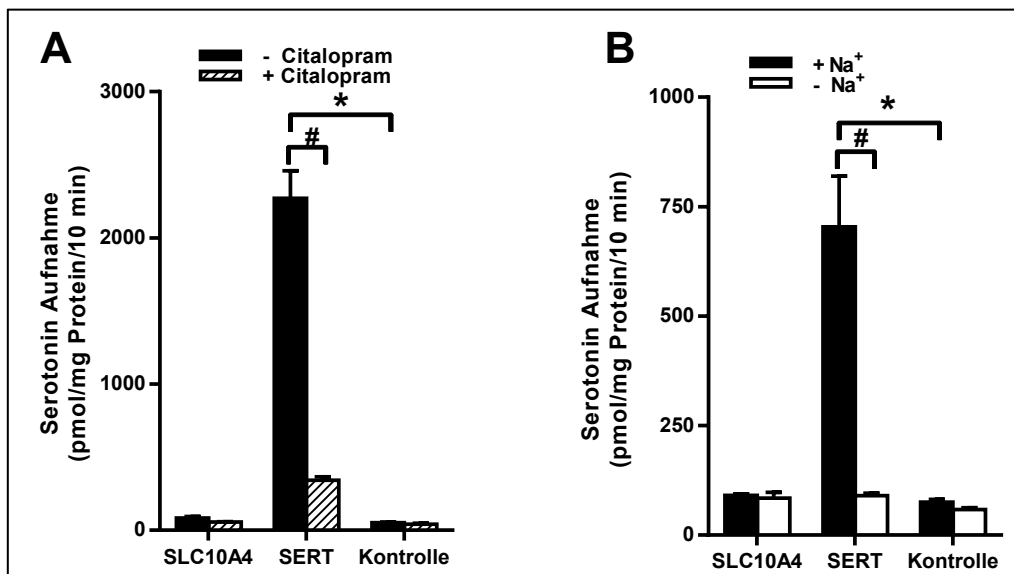 A
- Citalopram
+ Citalopram
Serotonin Aufnahme
(pmol/mg Protein/10 min)
3000
2000
1000
0
*
#
SLC10A4 SERT Kontrolle
B
+ Na⁺
- Na⁺
Serotonin Aufnahme
(pmol/mg Protein/10 min)
1000
750
500
250
0
*
#
SLC10A4 SERT Kontrolle